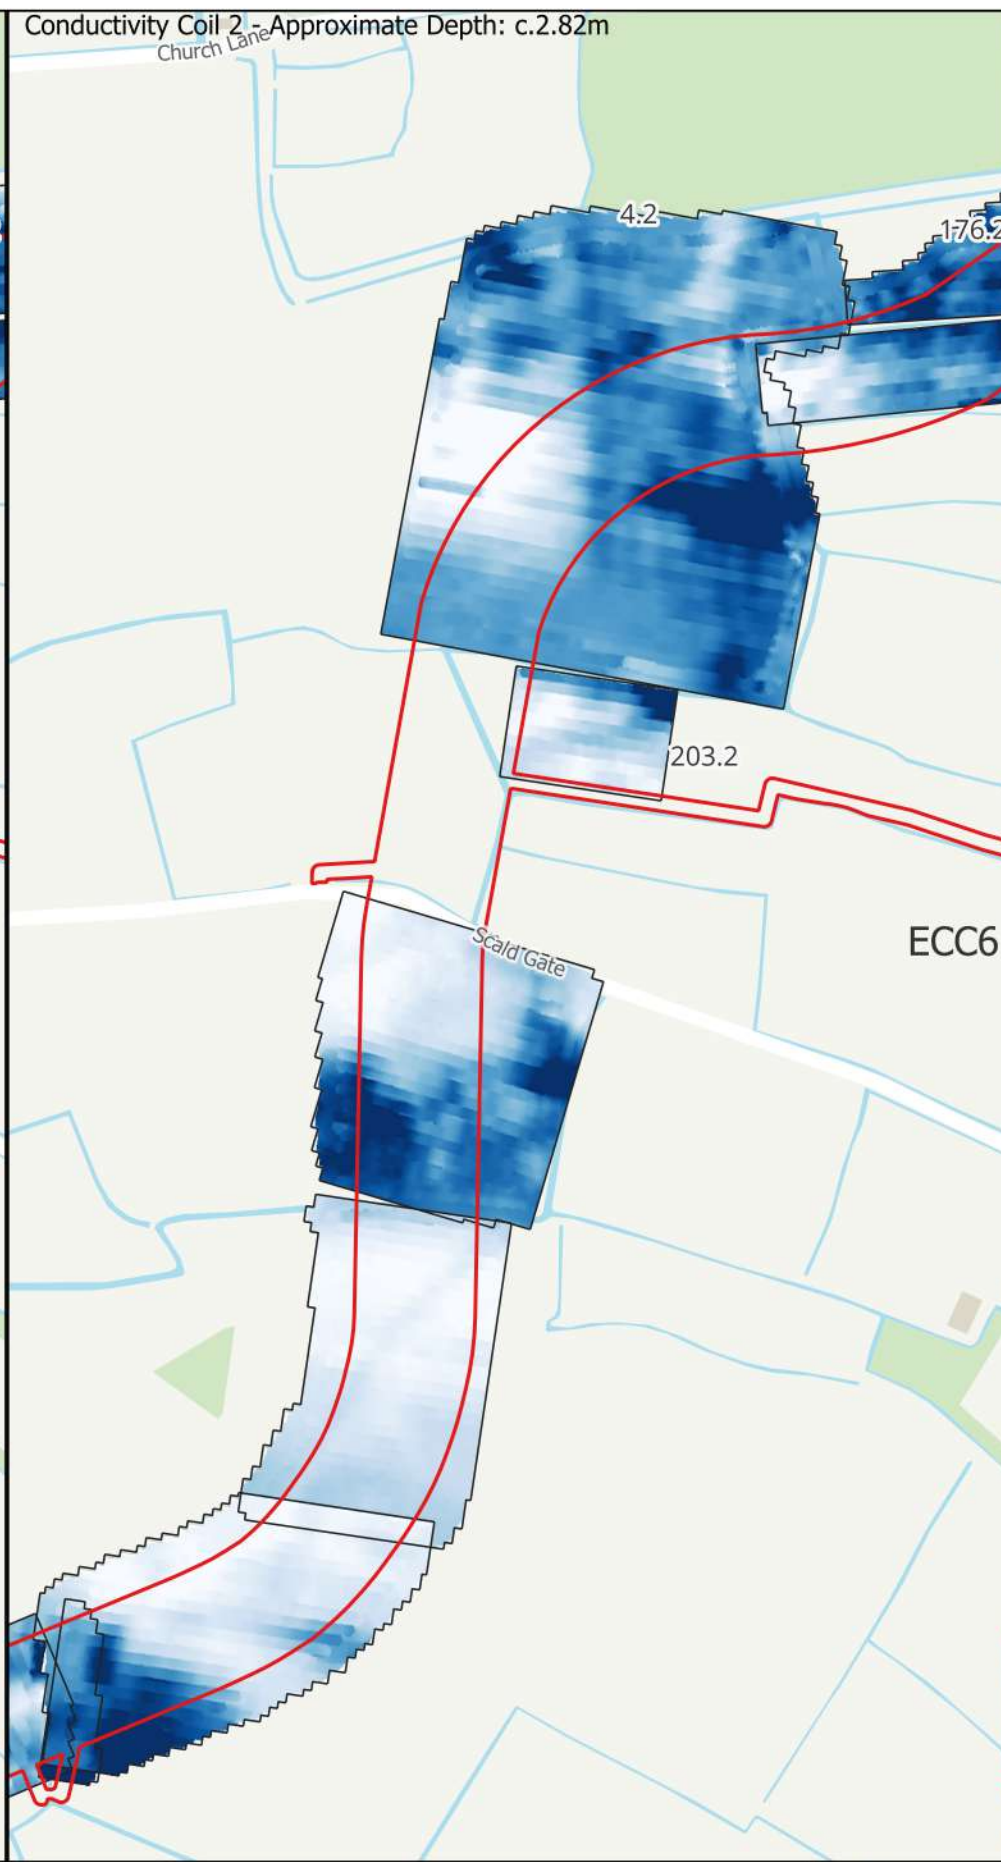 Conductivity Coil 2 - Approximate Depth: c.2.82m
Church Lane
4.2
176.2
203.2
ECC6
Scald Gate